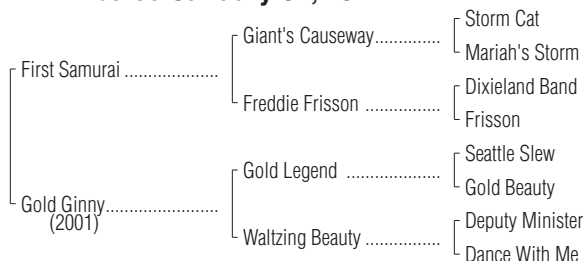 Storm Cat
Giant's Causeway..............
Mariah's Storm
First Samurai ....................
Dixieland Band
Freddie Frisson ................
Frisson
Seattle Slew
Gold Legend ....................
Gold Beauty
Gold Ginny........................
(2001)
Deputy Minister
Waltzing Beauty ................
Dance With Me